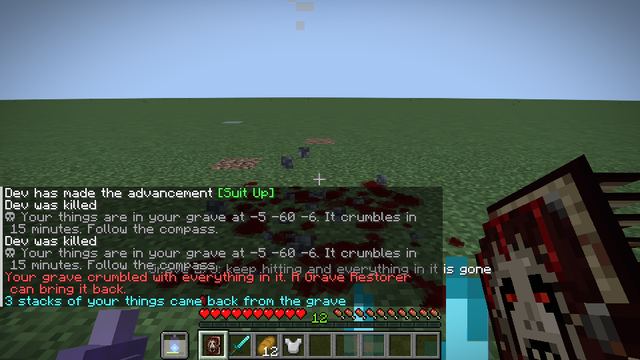 Dev has made the advancement [Suit Up]
Dev was killed
☠ Your things are in your grave at -5 -60 -6. It crumbles in
15 minutes. Follow the compass.
Dev was killed
☠ Your things are in your grave at -5 -60 -6. It crumbles in
15 minutes. Follow the compass.
keep hitting and everything in it is gone
Your grave crumbled with everything in it. A Grave Restorer
can bring it back.
3 stacks of your things came back from the grave
12
12